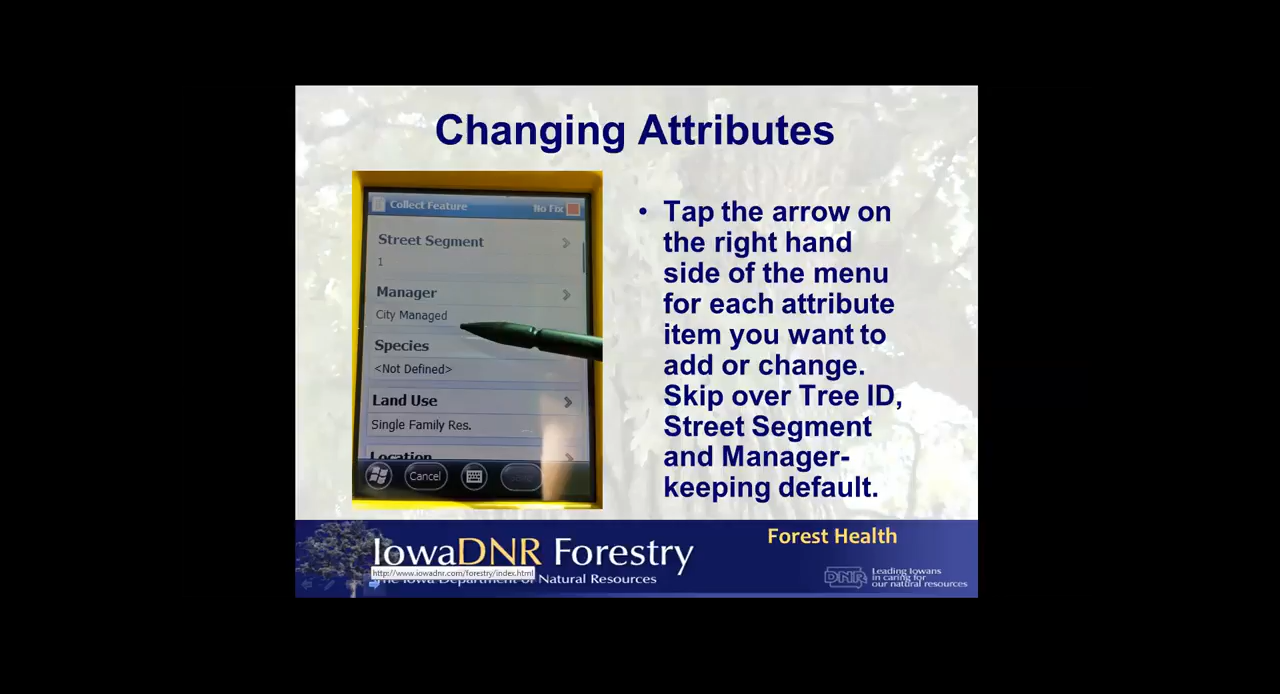 Changing Attributes
Collect Feature
No Fix
Street Segment
1
Manager
City Managed
Species
<Not Defined>
Land Use
Single Family Res.
Location
Cancel
• Tap the arrow on
the right hand
side of the menu
for each attribute
item you want to
add or change.
Skip over Tree ID,
Street Segment
and Manager-
keeping default.
Forest Health
IowaDNR Forestry
http://www.iowadnr.com/forestry/index.html
The Iowa Department of Natural Resources
DNR
Leading Iowans
in caring for
our natural resources